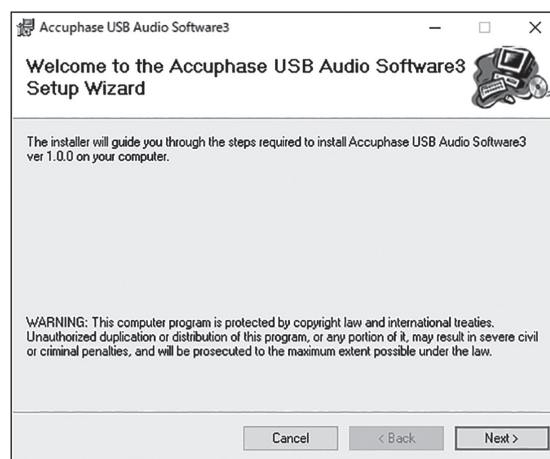 Accuphase USB Audio Software3
Welcome to the Accuphase USB Audio Software3
Setup Wizard
The installer will guide you through the steps required to install Accuphase USB Audio Software3
ver 1.0.0 on your computer.
WARNING: This computer program is protected by copyright law and international treaties.
Unauthorized duplication or distribution of this program, or any portion of it, may result in severe civil
or criminal penalties, and will be prosecuted to the maximum extent possible under the law.
Cancel
< Back
Next >